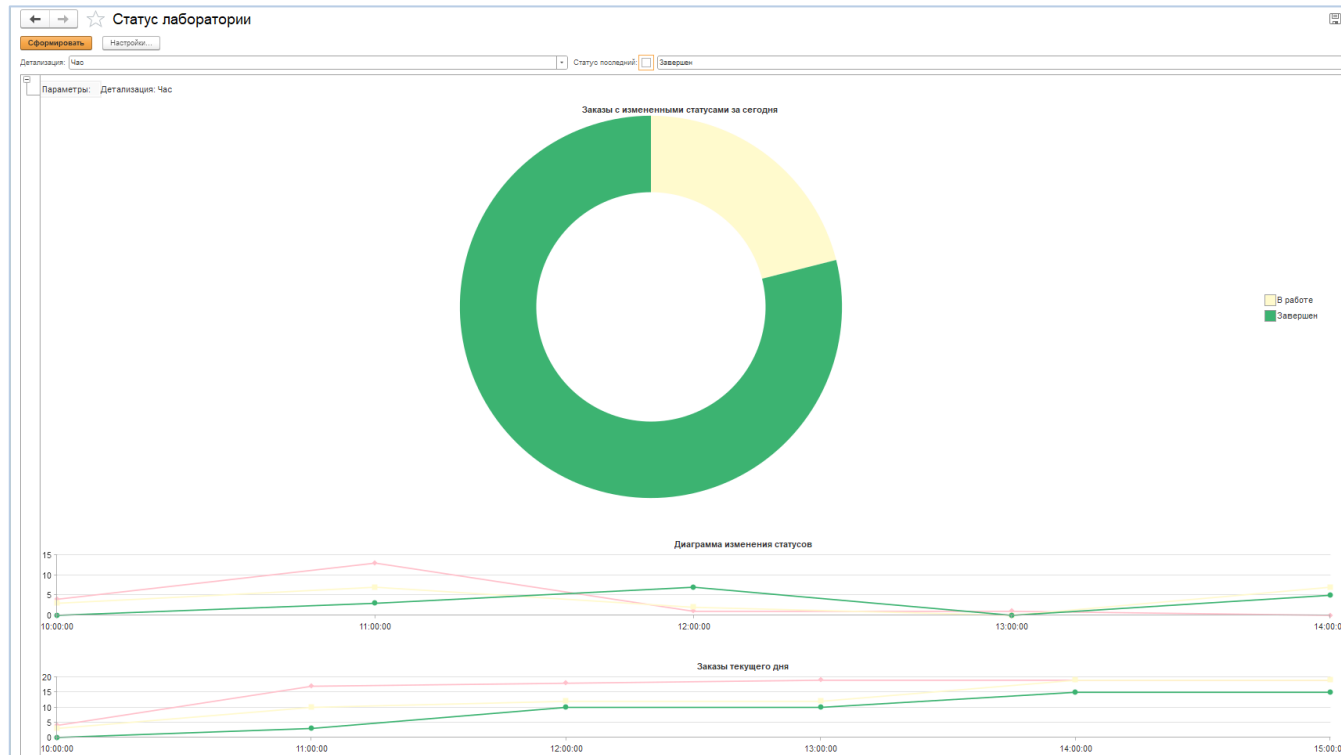 Статус лаборатории
Сформировать Настройки...
Детализация: Час Статус последний: Завершен
Параметры: Детализация: Час
Заказы с измененными статусами за сегодня
В работе
Завершен
Диаграмма изменения статусов
15
10
5
0
10:00:00 11:00:00 12:00:00 13:00:00 14:00:0
Заказы текущего дня
20
15
10
5
0
10:00:00 11:00:00 12:00:00 13:00:00 14:00:00 15:00:0